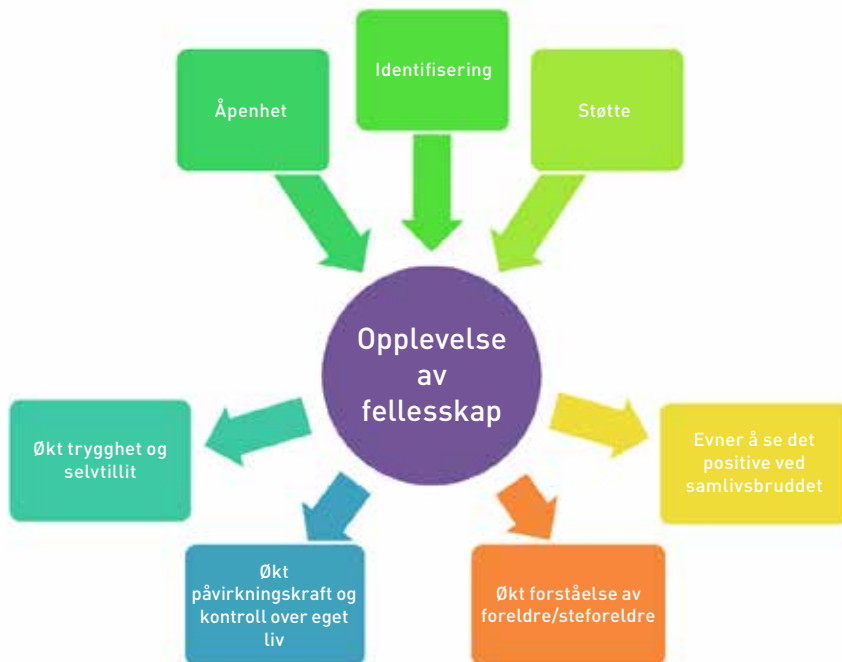 Identifisering
Åpenhet
Støtte
Opplevelse
av
fellesskap
Økt trygghet og
selvtillit
Evner å se det
positive ved
samlivsbruddet
Økt
påvirkningskraft og
kontroll over eget
liv
Økt forståelse av
foreldre/steforeldre